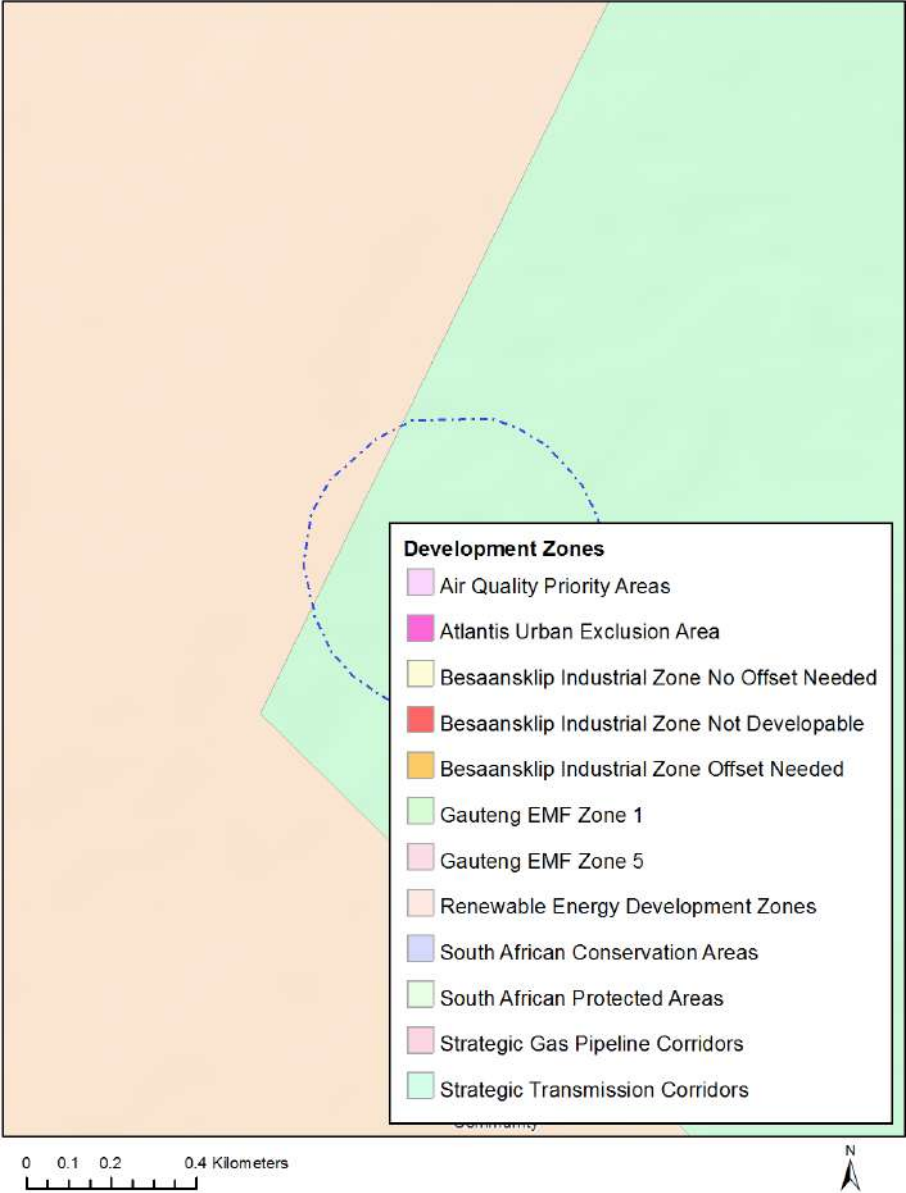 Development Zones
Air Quality Priority Areas
Atlantis Urban Exclusion Area
Besaansklip Industrial Zone No Offset Needed
Besaansklip Industrial Zone Not Developable
Besaansklip Industrial Zone Offset Needed
Gauteng EMF Zone 1
Gauteng EMF Zone 5
Renewable Energy Development Zones
South African Conservation Areas
South African Protected Areas
Strategic Gas Pipeline Corridors
Strategic Transmission Corridors
0 0.1 0.2 0.4 Kilometers
N